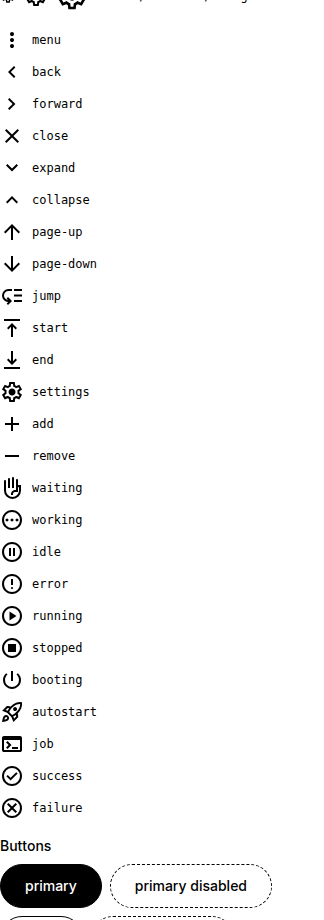 menu
back
forward
close
expand
collapse
page-up
page-down
jump
start
end
settings
add
remove
waiting
working
idle
error
running
stopped
booting
autostart
job
success
failure
Buttons
primary
primary disabled